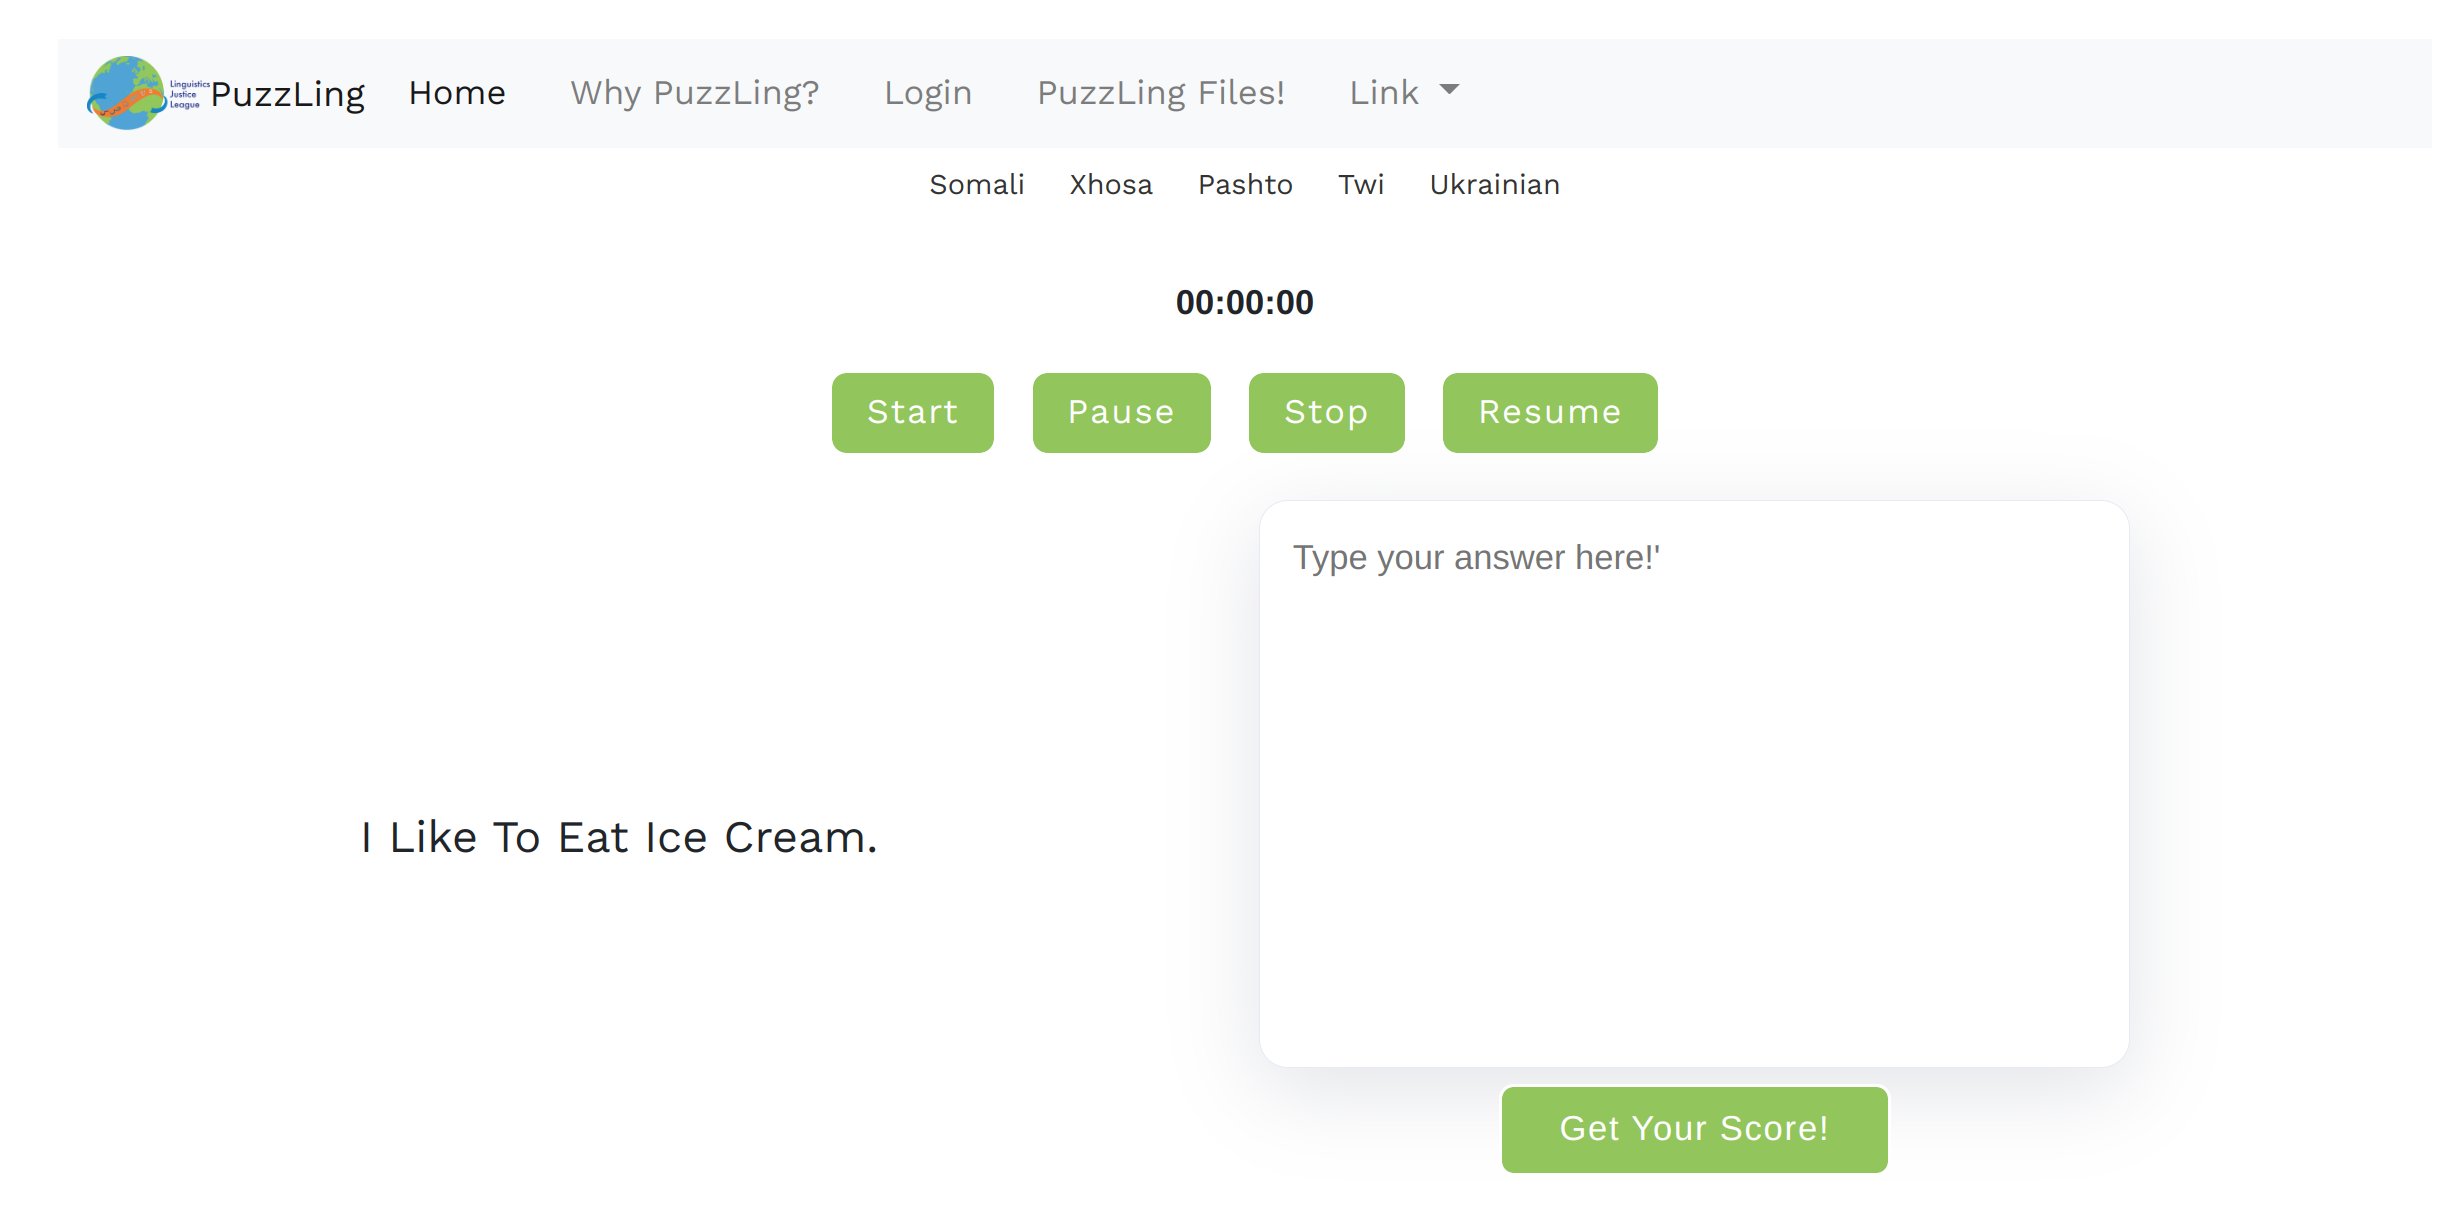 Linguistics
Justice
League
PuzzLing Home Why PuzzLing? Login PuzzLing Files! Link
Somali Xhosa Pashto Twi Ukrainian
00:00:00
Start Pause Stop Resume
Type your answer here!'
I Like To Eat Ice Cream.
Get Your Score!